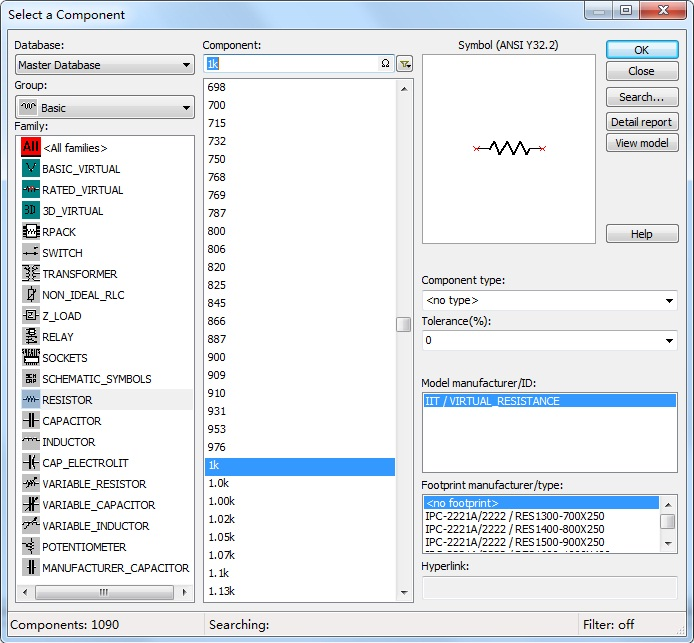 Select a Component
Database:
Master Database
Group:
Basic
Family:
All <All families>
BASIC_VIRTUAL
RATED_VIRTUAL
3D 3D_VIRTUAL
RPACK
SWITCH
TRANSFORMER
NON_IDEAL_RLC
Z_LOAD
RELAY
SOCKETS
SCHEMATIC_SYMBOLS
RESISTOR
CAPACITOR
INDUCTOR
CAP_ELECTROLIT
VARIABLE_RESISTOR
VARIABLE_CAPACITOR
VARIABLE_INDUCTOR
POTENTIOMETER
MANUFACTURER_CAPACITOR
Component:
1k Ω
698
700
715
732
750
768
769
787
800
806
820
825
845
866
887
900
909
910
931
953
976
1k
1.0k
1.00k
1.02k
1.05k
1.07k
1.1k
1.13k
Symbol (ANSI Y32.2)
OK
Close
Search...
Detail report
View model
Help
Component type:
<no type>
Tolerance(%):
0
Model manufacturer/ID:
IIT / VIRTUAL_RESISTANCE
Footprint manufacturer/type:
<no footprint>
IPC-2221A/2222 / RES1300-700X250
IPC-2221A/2222 / RES1400-800X250
IPC-2221A/2222 / RES1500-900X250
Hyperlink:
Components: 1090
Searching:
Filter: off